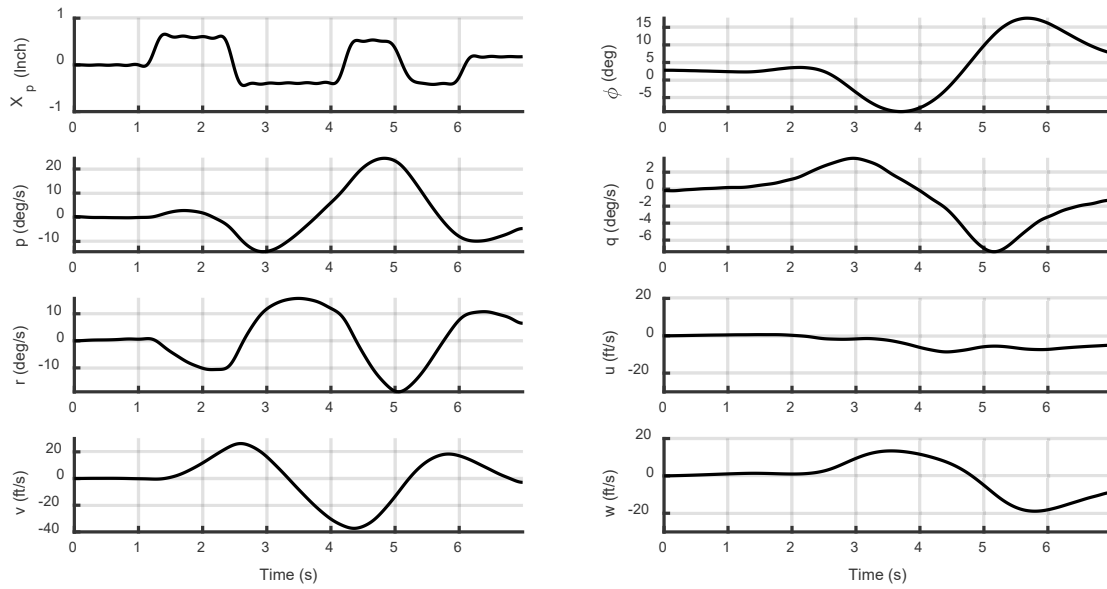 X_p (Inch)
1
0
-1
0 1 2 3 4 5 6
ϕ (deg)
15
10
5
0
-5
0 1 2 3 4 5 6
p (deg/s)
20
10
0
-10
0 1 2 3 4 5 6
q (deg/s)
2
0
-2
-4
-6
0 1 2 3 4 5 6
r (deg/s)
10
0
-10
0 1 2 3 4 5 6
u (ft/s)
20
0
-20
0 1 2 3 4 5 6
v (ft/s)
20
0
-20
-40
0 1 2 3 4 5 6
Time (s)
w (ft/s)
20
0
-20
0 1 2 3 4 5 6
Time (s)